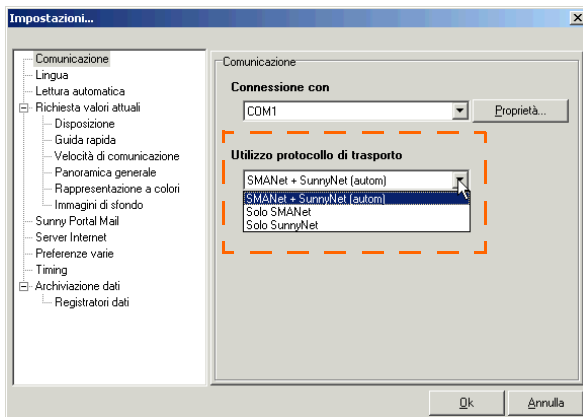 Impostazioni...
Comunicazione
Lingua
Lettura automatica
Richiesta valori attuali
Disposizione
Guida rapida
Velocità di comunicazione
Panoramica generale
Rappresentazione a colori
Immagini di sfondo
Sunny Portal Mail
Server Internet
Preferenze varie
Timing
Archiviazione dati
Registratori dati
Comunicazione
Connessione con
COM1
Proprietà...
Utilizzo protocollo di trasporto
SMANet + SunnyNet (autom)
SMANet + SunnyNet (autom)
Solo SMANet
Solo SunnyNet
Ok
Annulla